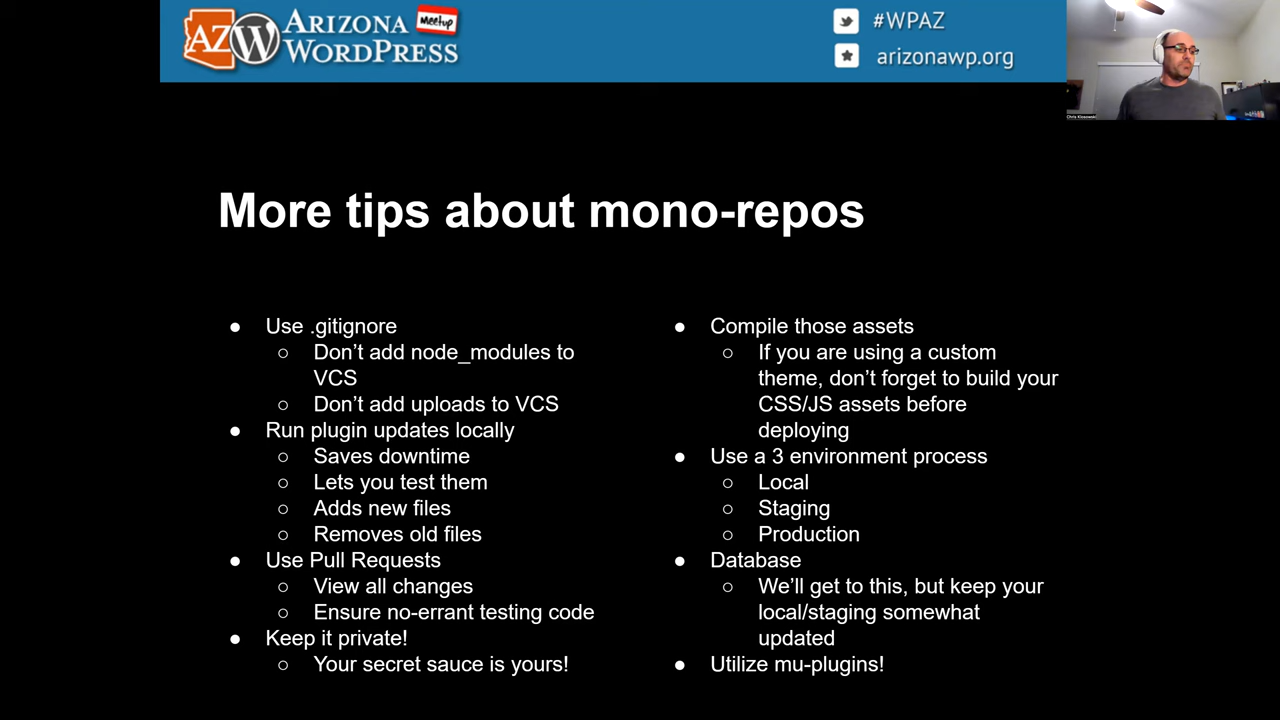 AZ
W
ARIZONA
WORDPRESS
Meetup
#WPAZ
arizonawp.org
Chris Klosowski
More tips about mono-repos
● Use .gitignore
○ Don’t add node_modules to
VCS
○ Don’t add uploads to VCS
● Run plugin updates locally
○ Saves downtime
○ Lets you test them
○ Adds new files
○ Removes old files
● Use Pull Requests
○ View all changes
○ Ensure no-errant testing code
● Keep it private!
○ Your secret sauce is yours!
● Compile those assets
○ If you are using a custom
theme, don’t forget to build your
CSS/JS assets before
deploying
● Use a 3 environment process
○ Local
○ Staging
○ Production
● Database
○ We’ll get to this, but keep your
local/staging somewhat
updated
● Utilize mu-plugins!